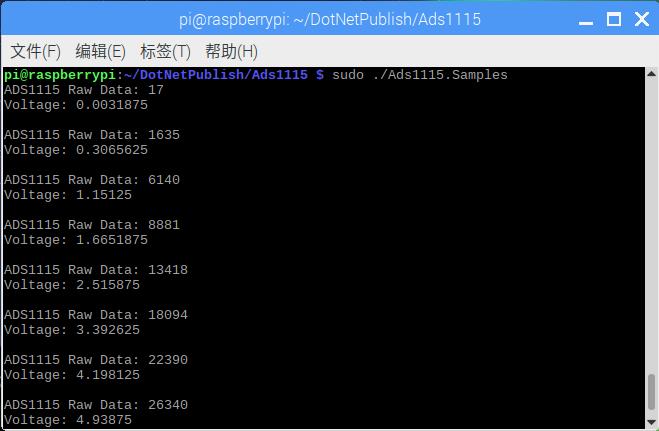 pi@raspberrypi: ~/DotNetPublish/Ads1115
文件(F) 编辑(E) 标签(T) 帮助(H)
pi@raspberrypi:~/DotNetPublish/Ads1115 $ sudo ./Ads1115.Samples
ADS1115 Raw Data: 17
Voltage: 0.0031875
ADS1115 Raw Data: 1635
Voltage: 0.3065625
ADS1115 Raw Data: 6140
Voltage: 1.15125
ADS1115 Raw Data: 8881
Voltage: 1.6651875
ADS1115 Raw Data: 13418
Voltage: 2.515875
ADS1115 Raw Data: 18094
Voltage: 3.392625
ADS1115 Raw Data: 22390
Voltage: 4.198125
ADS1115 Raw Data: 26340
Voltage: 4.93875